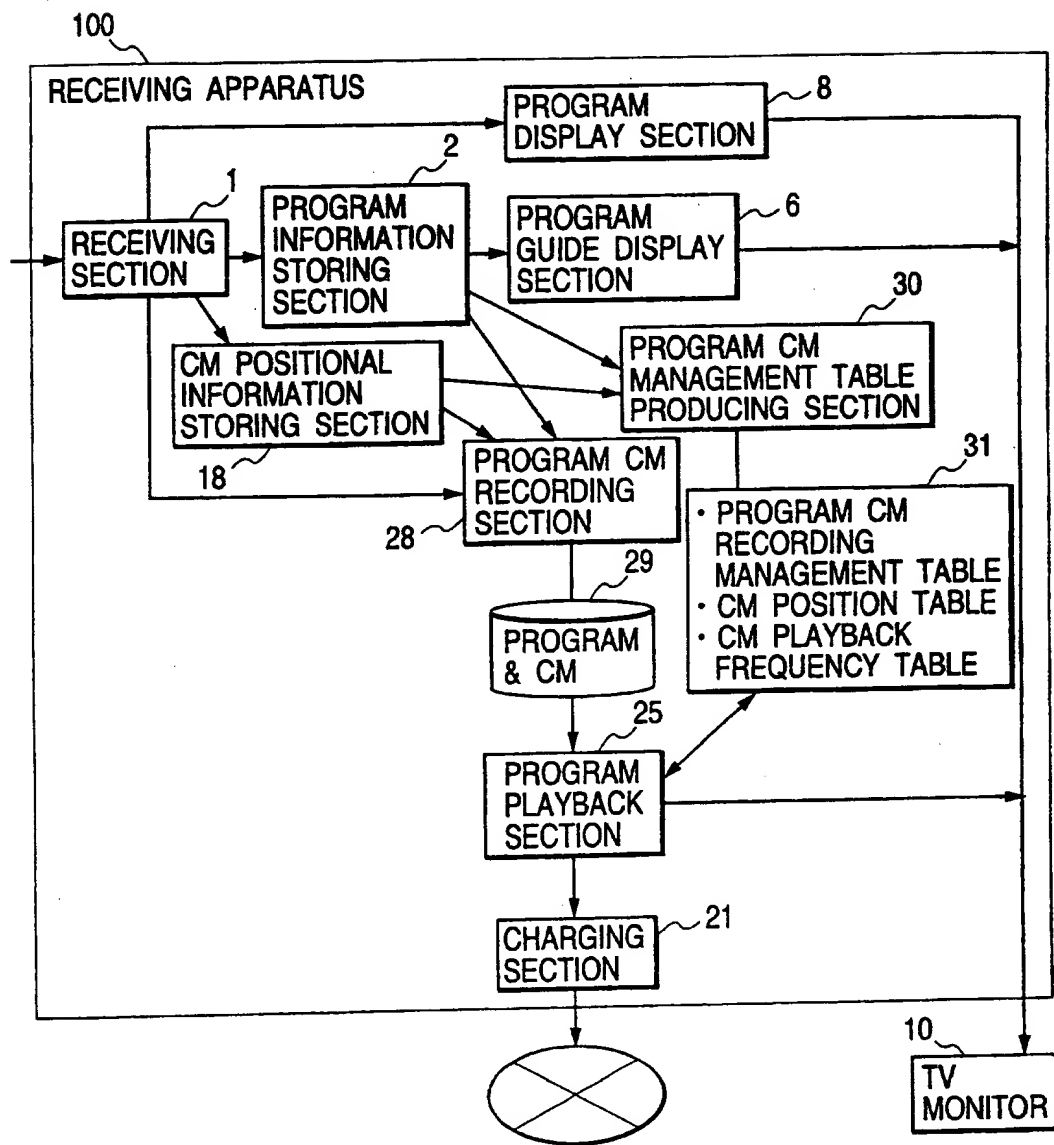 100
RECEIVING APPARATUS
8
PROGRAM
DISPLAY SECTION
2
1
PROGRAM
INFORMATION
STORING
SECTION
6
PROGRAM
GUIDE DISPLAY
SECTION
RECEIVING
SECTION
30
PROGRAM CM
MANAGEMENT TABLE
PRODUCING SECTION
CM POSITIONAL
INFORMATION
STORING SECTION
18
PROGRAM CM
RECORDING
SECTION
28
31
· PROGRAM CM
RECORDING
MANAGEMENT TABLE
· CM POSITION TABLE
· CM PLAYBACK
FREQUENCY TABLE
29
PROGRAM
& CM
25
PROGRAM
PLAYBACK
SECTION
21
CHARGING
SECTION
10
TV
MONITOR